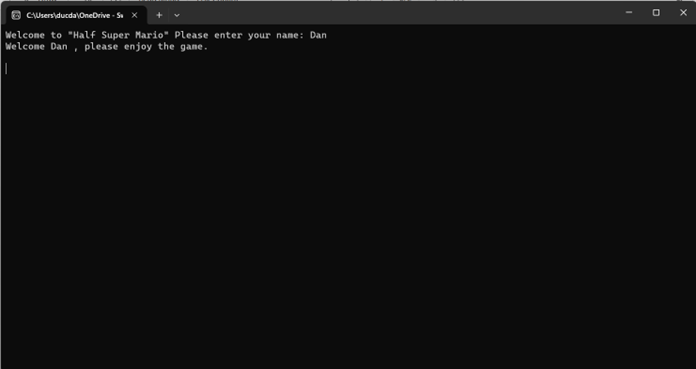 C:\Users\ducda\OneDrive - Sw
Welcome to "Half Super Mario" Please enter your name: Dan
Welcome Dan , please enjoy the game.